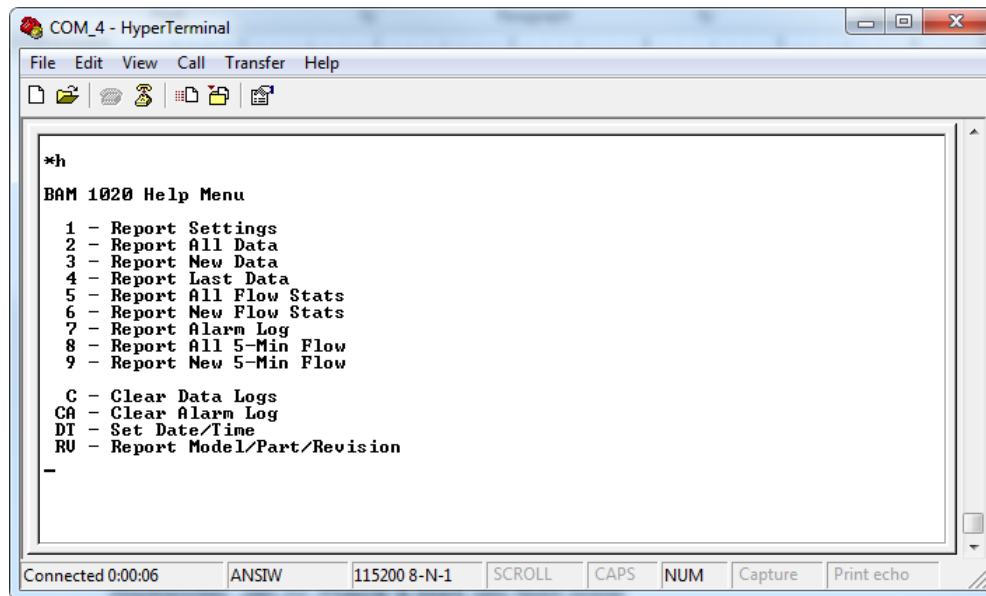 COM_4 - HyperTerminal
File Edit View Call Transfer Help
*h
BAM 1020 Help Menu
1 - Report Settings
2 - Report All Data
3 - Report New Data
4 - Report Last Data
5 - Report All Flow Stats
6 - Report New Flow Stats
7 - Report Alarm Log
8 - Report All 5-Min Flow
9 - Report New 5-Min Flow
C - Clear Data Logs
CA - Clear Alarm Log
DT - Set Date/Time
RV - Report Model/Part/Revision
_
Connected 0:00:06 ANSIW 115200 8-N-1 SCROLL CAPS NUM Capture Print echo